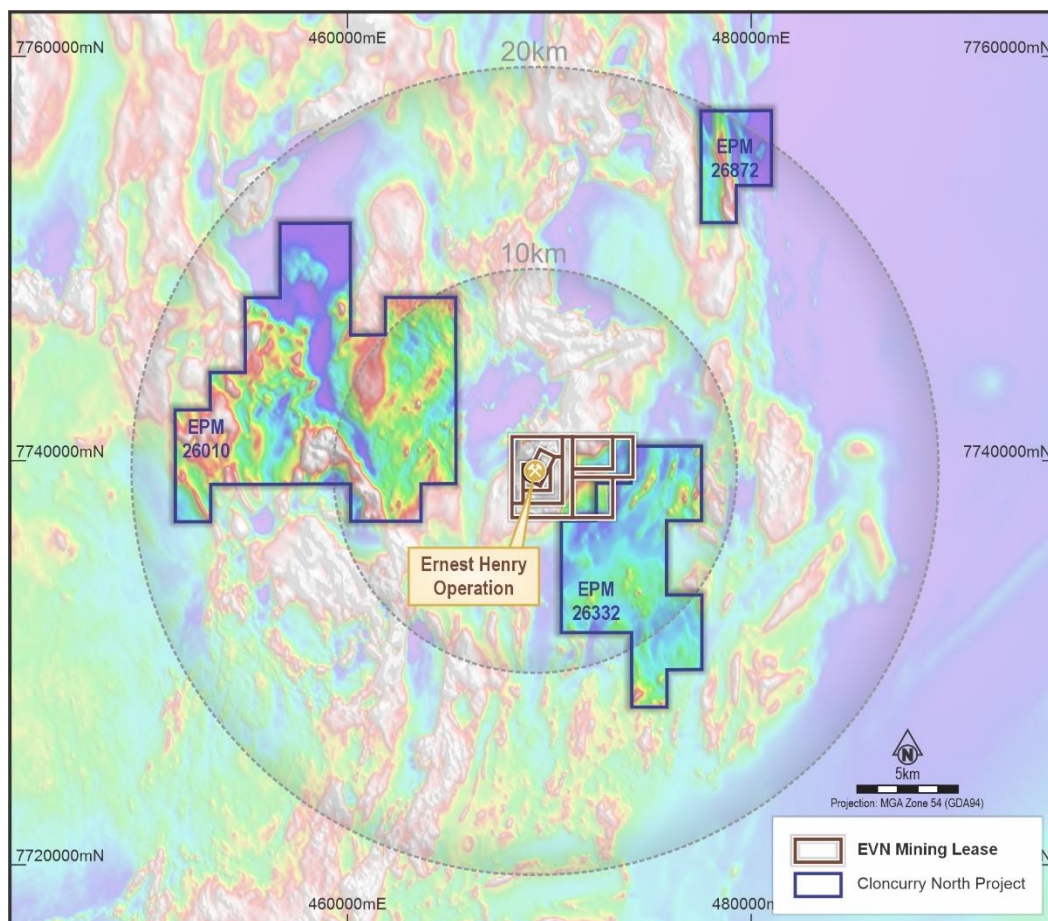 460000mE
480000mE
7760000mN
7760000mN
20km
EPM
26872
10km
EPM
26010
7740000mN
7740000mN
Ernest Henry
Operation
EPM
26332
N
5km
Projection: MGA Zone 54 (GDA94)
7720000mN
EVN Mining Lease
Cloncurry North Project
460000mE
480000mE